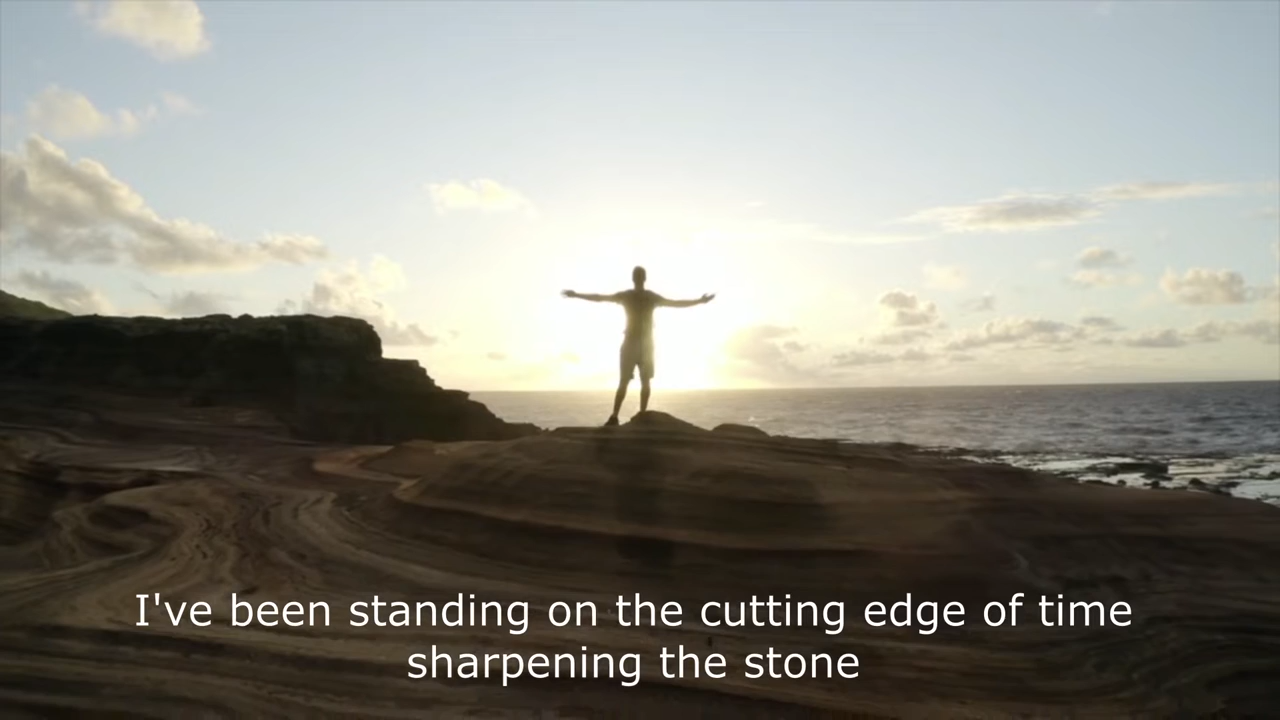 I've been standing on the cutting edge of time
sharpening the stone